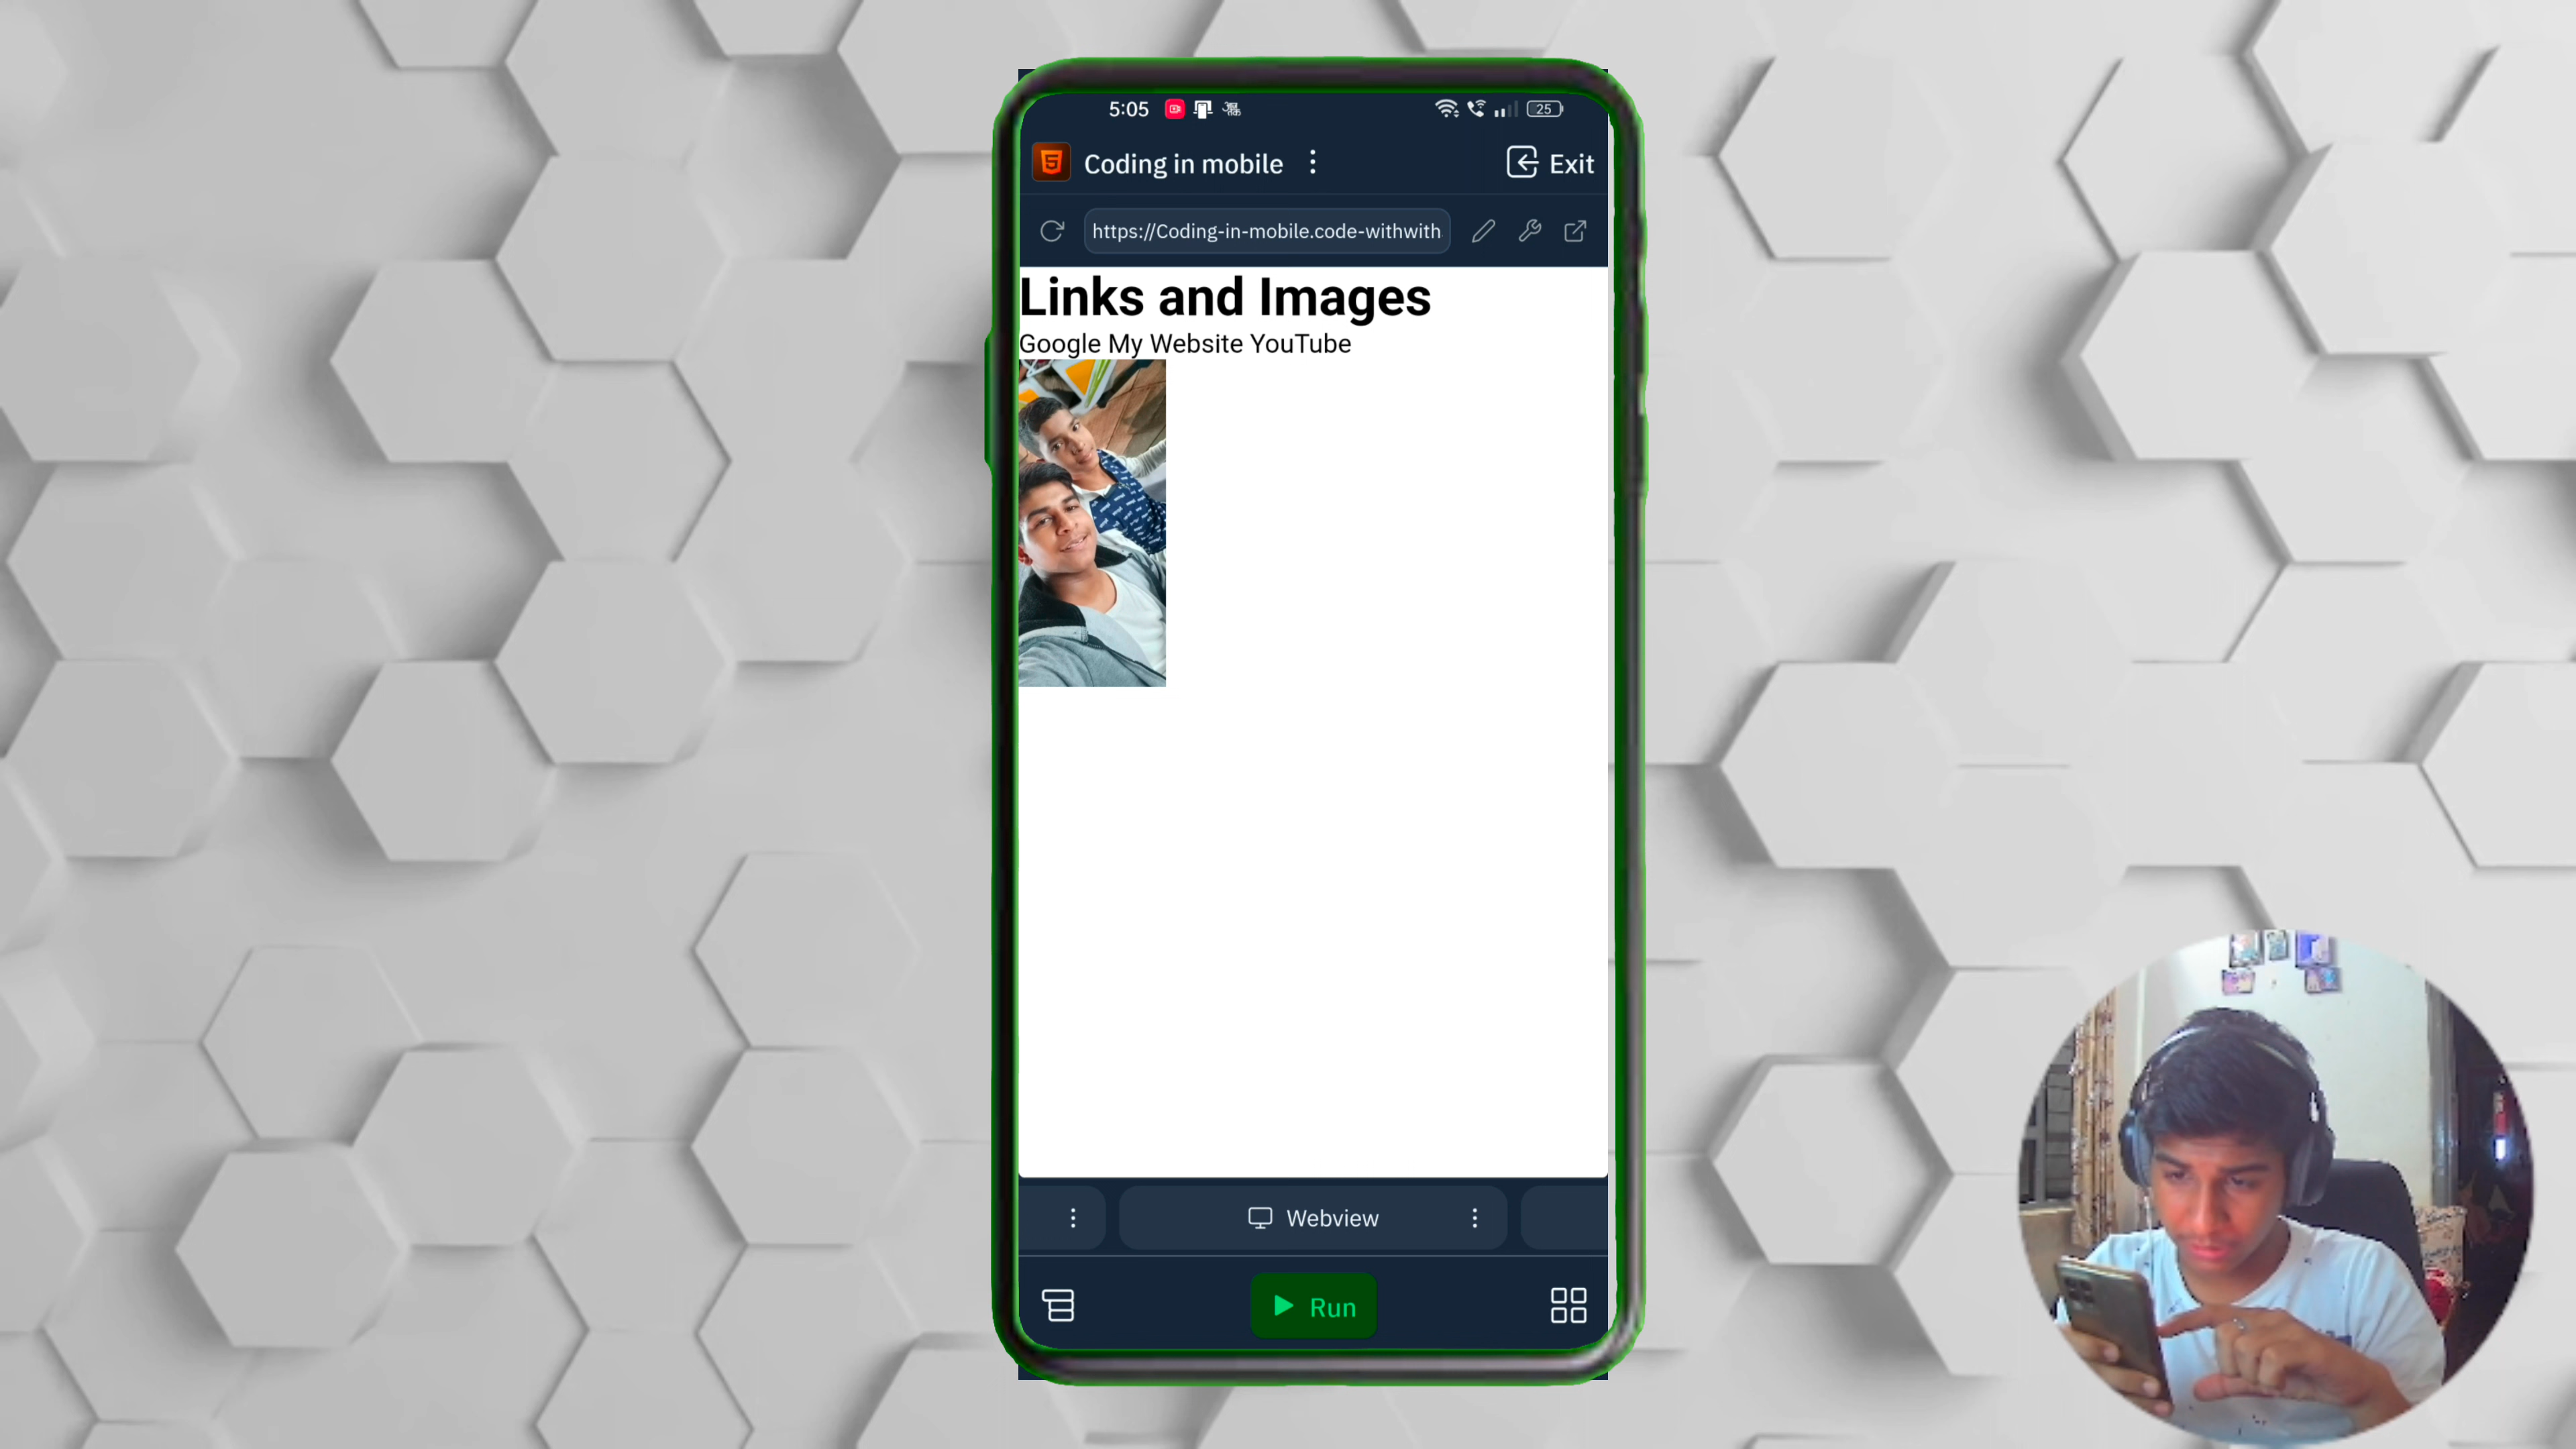 5:05
25
Coding in mobile
Exit
https://Coding-in-mobile.code-withwith
Links and Images
Google My Website YouTube
Webview
Run